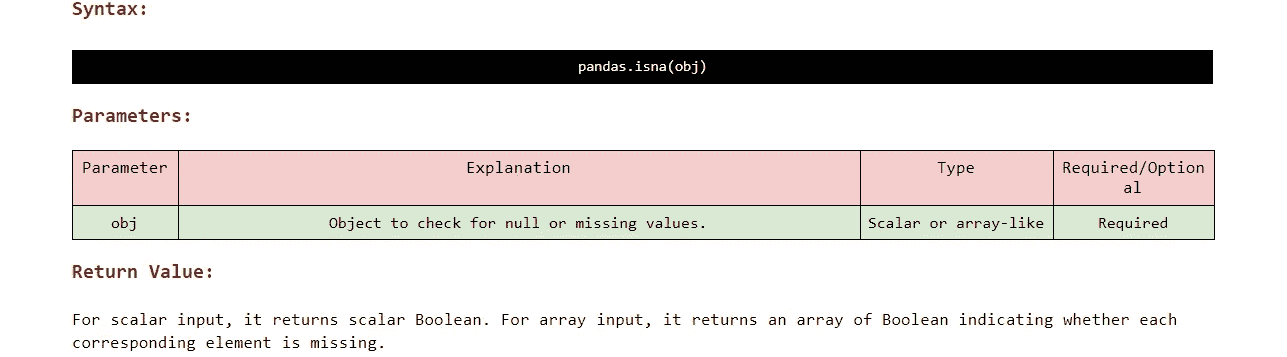 Syntax:
pandas.isna(obj)
Parameters:
Parameter Explanation Type Required/Option
al
obj Object to check for null or missing values. Scalar or array-like Required
Return Value:
For scalar input, it returns scalar Boolean. For array input, it returns an array of Boolean indicating whether each
corresponding element is missing.